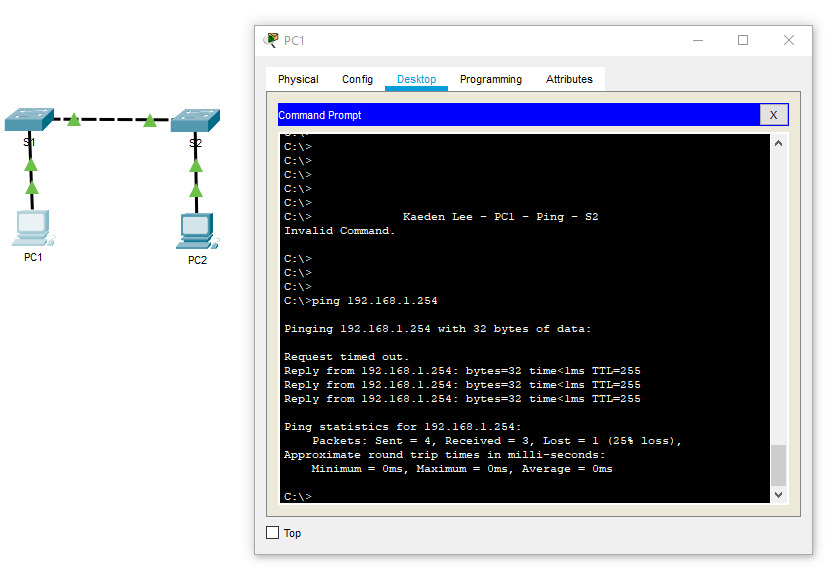 PC1
Physical Config Desktop Programming Attributes
Command Prompt X
C:\>
C:\>
C:\>
C:\>
C:\>
C:\> Kaeden Lee - PC1 - Ping - S2
Invalid Command.
C:\>
C:\>
C:\>
C:\>ping 192.168.1.254
Pinging 192.168.1.254 with 32 bytes of data:
Request timed out.
Reply from 192.168.1.254: bytes=32 time<1ms TTL=255
Reply from 192.168.1.254: bytes=32 time<1ms TTL=255
Reply from 192.168.1.254: bytes=32 time<1ms TTL=255
Ping statistics for 192.168.1.254:
Packets: Sent = 4, Received = 3, Lost = 1 (25% loss),
Approximate round trip times in milli-seconds:
Minimum = 0ms, Maximum = 0ms, Average = 0ms
C:\>
Top
S1
S2
PC1
PC2